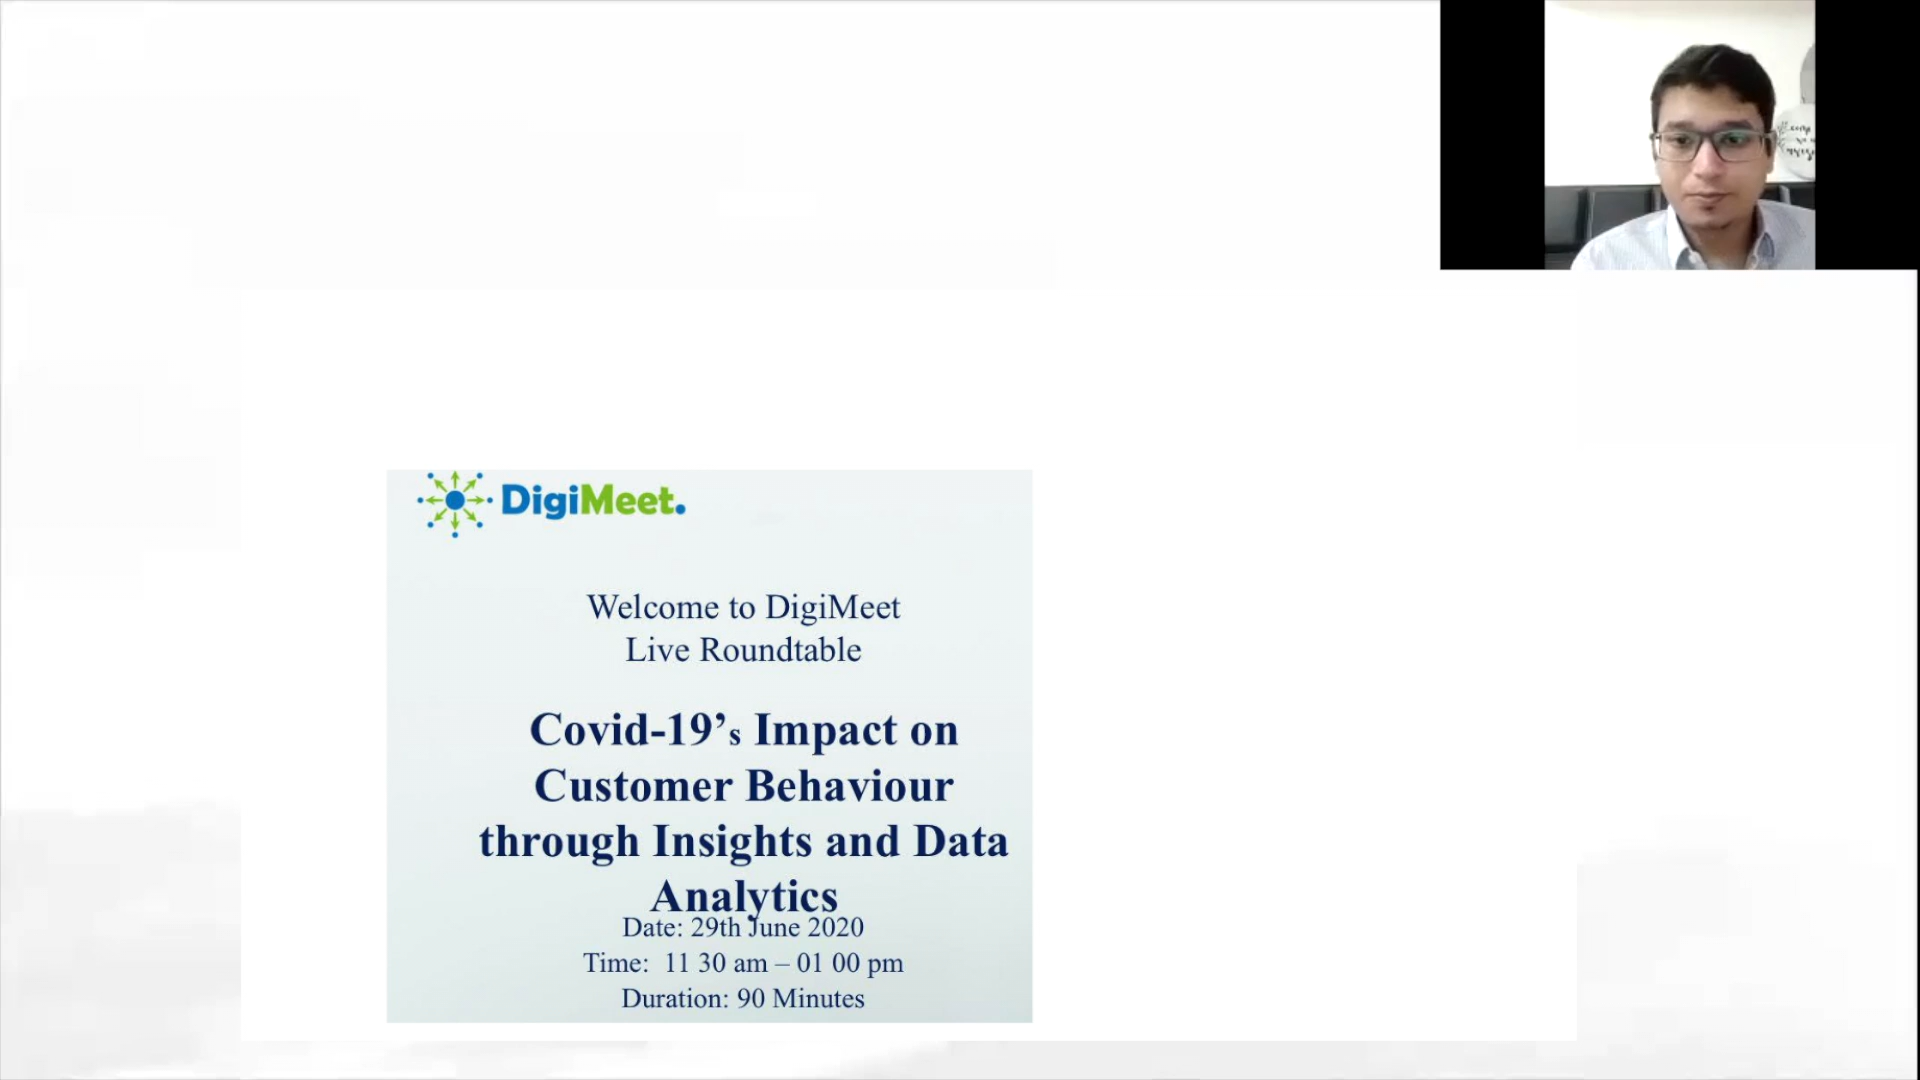 DigiMeet.
Welcome to DigiMeet
Live Roundtable
Covid-19’s Impact on
Customer Behaviour
through Insights and Data
Analytics
Date: 29th June 2020
Time: 11 30 am – 01 00 pm
Duration: 90 Minutes